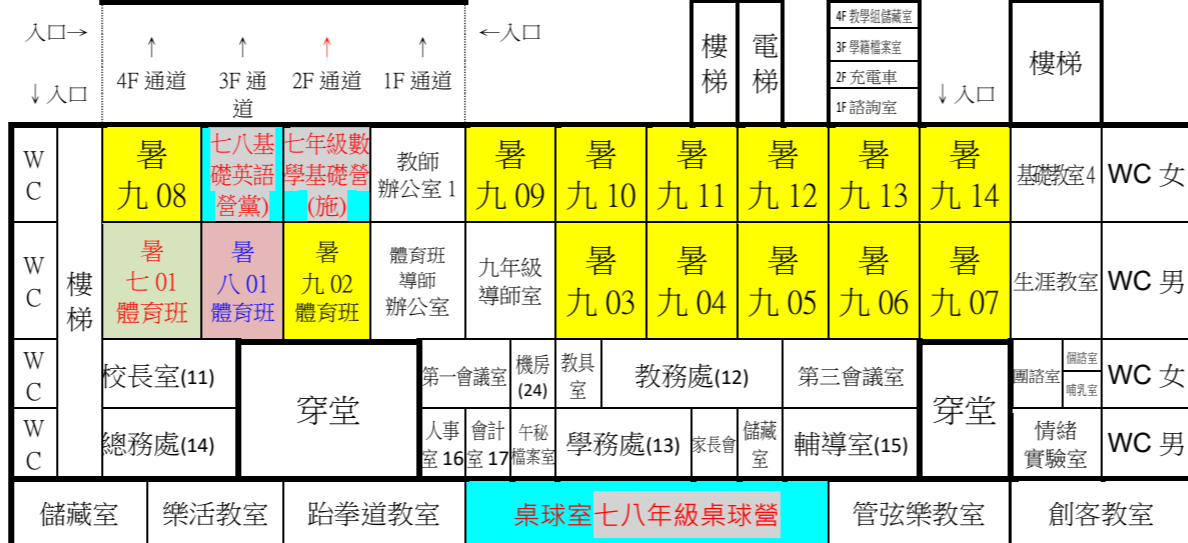 入口→
↓入口
↑
4F 通道
↑
3F 通
道
↑
2F 通道
↑
1F 通道
←入口
樓
梯
電
梯
4F 教學組儲藏室
3F 學籍檔案室
2F 充電車
1F 諮詢室
↓入口
樓梯
W
C
樓
梯
暑
九 08
七八基
礎英語
營黨)
七年級數
學基礎營
(施)
教師
辦公室 1
暑
九 09
暑
九 10
暑
九 11
暑
九 12
暑
九 13
暑
九 14
基礎教室4
WC 女
W
C
暑
七 01
體育班
暑
八 01
體育班
暑
九 02
體育班
體育班
導師
辦公室
九年級
導師室
暑
九 03
暑
九 04
暑
九 05
暑
九 06
暑
九 07
生涯教室
WC 男
W
C
校長室(11)
穿堂
第一會議室
機房
(24)
教具
室
教務處(12)
第三會議室
穿堂
團諮室
個諮室
哺乳室
WC 女
W
C
總務處(14)
人事
室 16
會計
室 17
午秘
檔案室
學務處(13)
家長會
儲藏
室
輔導室(15)
情緒
實驗室
WC 男
儲藏室
樂活教室
跆拳道教室
桌球室七八年級桌球營
管弦樂教室
創客教室